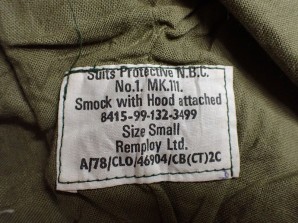 Suits Protective N.B.C.
No.1. MK.111.
Smock with Hood attached
8415-99-132-3499
Size Small
Remploy Ltd.
A/78/CLO/46904/CB(CT)2C